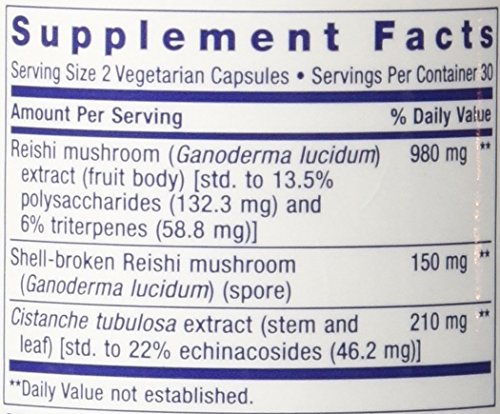 Supplement Facts
Serving Size 2 Vegetarian Capsules • Servings Per Container 30
Amount Per Serving % Daily Value
Reishi mushroom (Ganoderma lucidum) 980 mg **
extract (fruit body) [std. to 13.5%
polysaccharides (132.3 mg) and
6% triterpenes (58.8 mg)]
Shell-broken Reishi mushroom 150 mg **
(Ganoderma lucidum) (spore)
Cistanche tubulosa extract (stem and 210 mg **
leaf) [std. to 22% echinacosides (46.2 mg)]
**Daily Value not established.